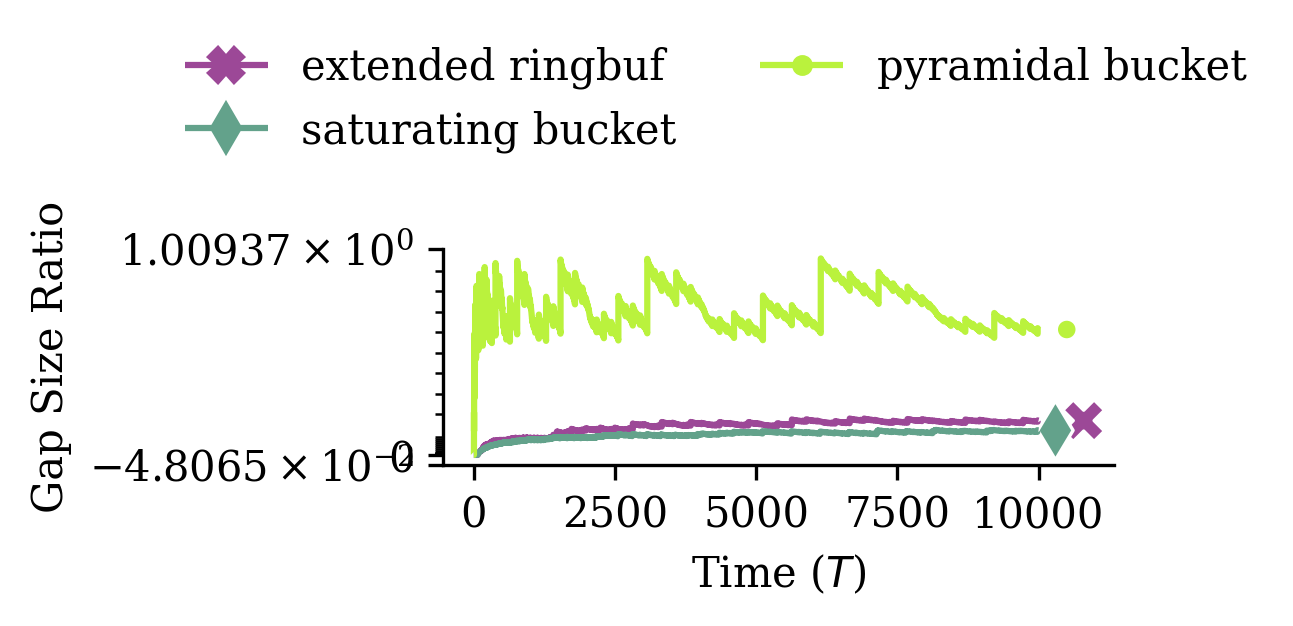 extended ringbuf
pyramidal bucket
saturating bucket
Gap Size Ratio
1.00937 × 10⁰
0
−4.8065 × 10⁻²
0 2500 5000 7500 10000
Time (T)